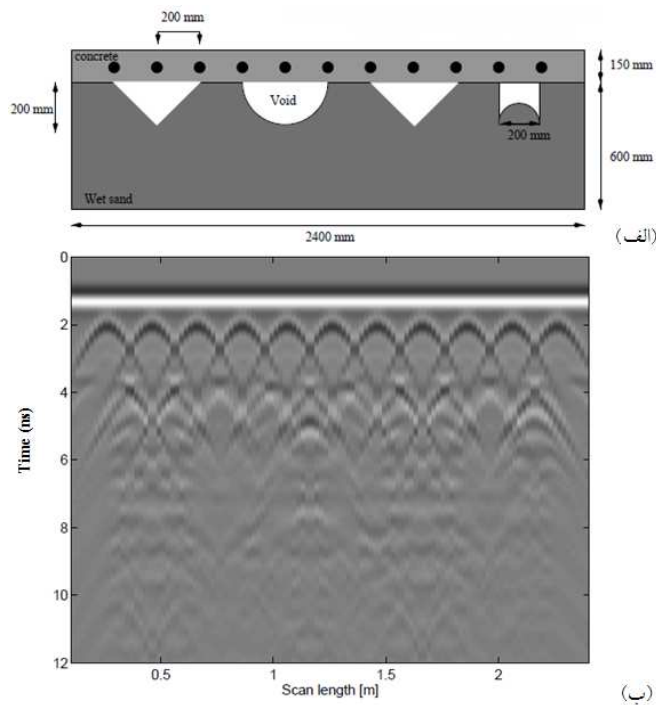 200 mm
concrete
150 mm
200 mm
Void
200 mm
600 mm
Wet sand
2400 mm
(الف)
0
2
4
6
8
10
12
Time (ns)
0.5
1
1.5
2
Scan length [m]
(ب)